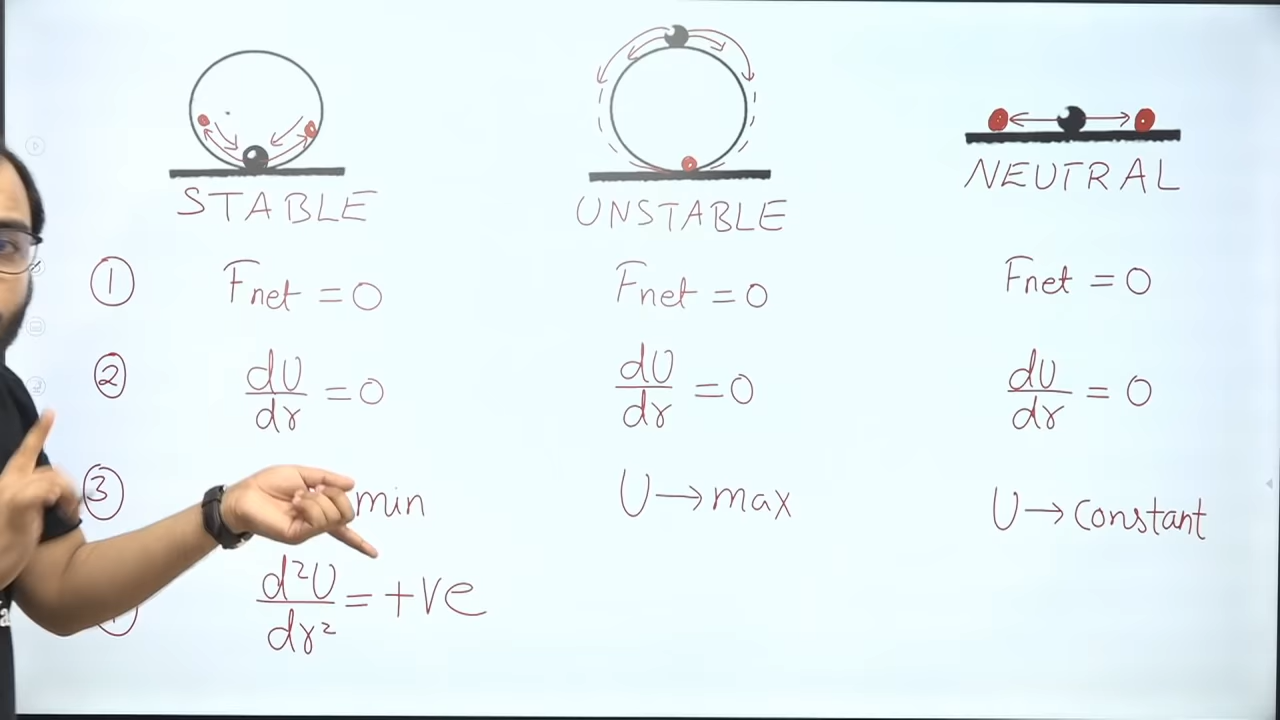 STABLE UNSTABLE NEUTRAL
① Fnet = 0 Fnet = 0 Fnet = 0
② dU/dr = 0 dU/dr = 0 dU/dr = 0
③ min U → max U → constant
d²U/dr² = +ve